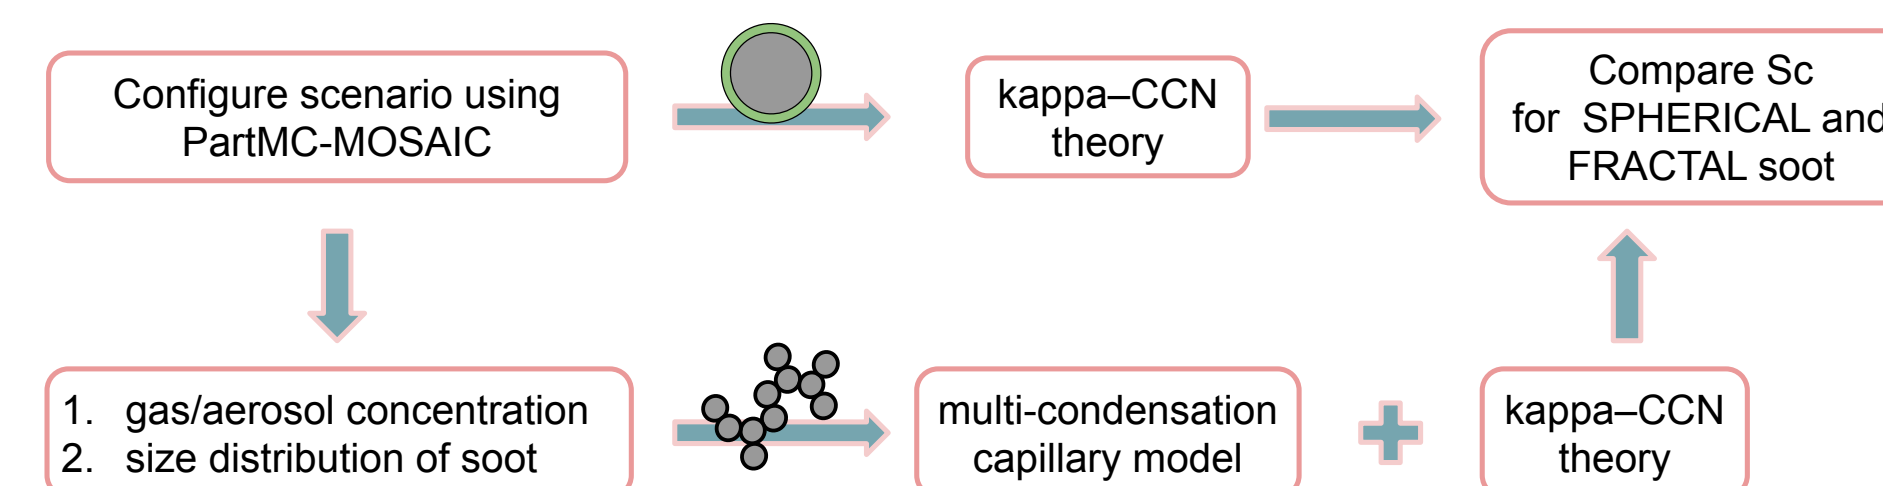 Configure scenario using
PartMC-MOSAIC
kappa–CCN
theory
Compare Sc
for SPHERICAL and
FRACTAL soot
1. gas/aerosol concentration
2. size distribution of soot
multi-condensation
capillary model
kappa–CCN
theory